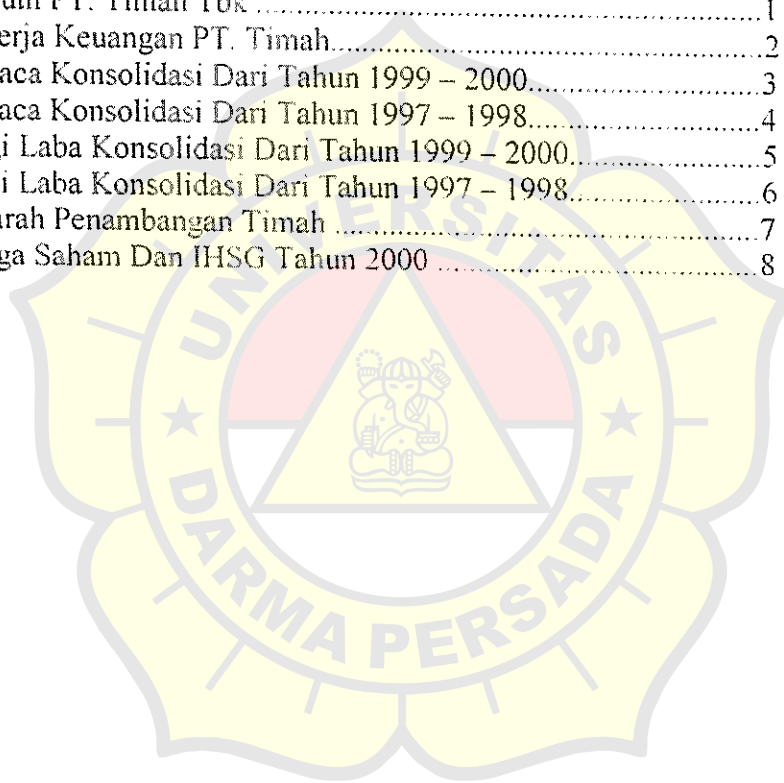 PT. Timah Tbk ........ 1
erja Keuangan PT. Timah ........ 2
aca Konsolidasi Dari Tahun 1999 – 2000 ........ 3
aca Konsolidasi Dari Tahun 1997 – 1998 ........ 4
i Laba Konsolidasi Dari Tahun 1999 – 2000 ........ 5
i Laba Konsolidasi Dari Tahun 1997 – 1998 ........ 6
arah Penambangan Timah ........ 7
ga Saham Dan IHSG Tahun 2000 ........ 8
UNIVERSITAS
DARMA PERSADA